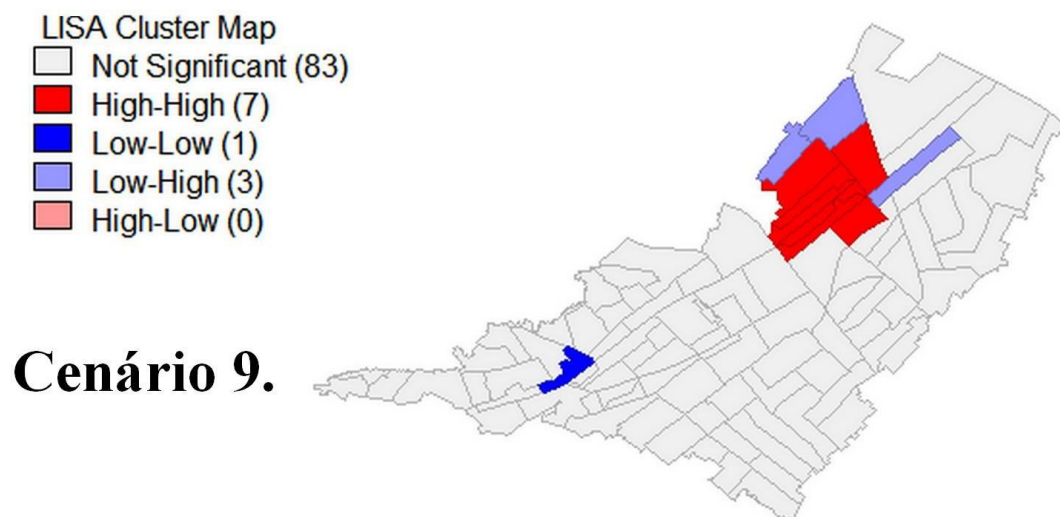 LISA Cluster Map
Not Significant (83)
High-High (7)
Low-Low (1)
Low-High (3)
High-Low (0)
Cenário 9.